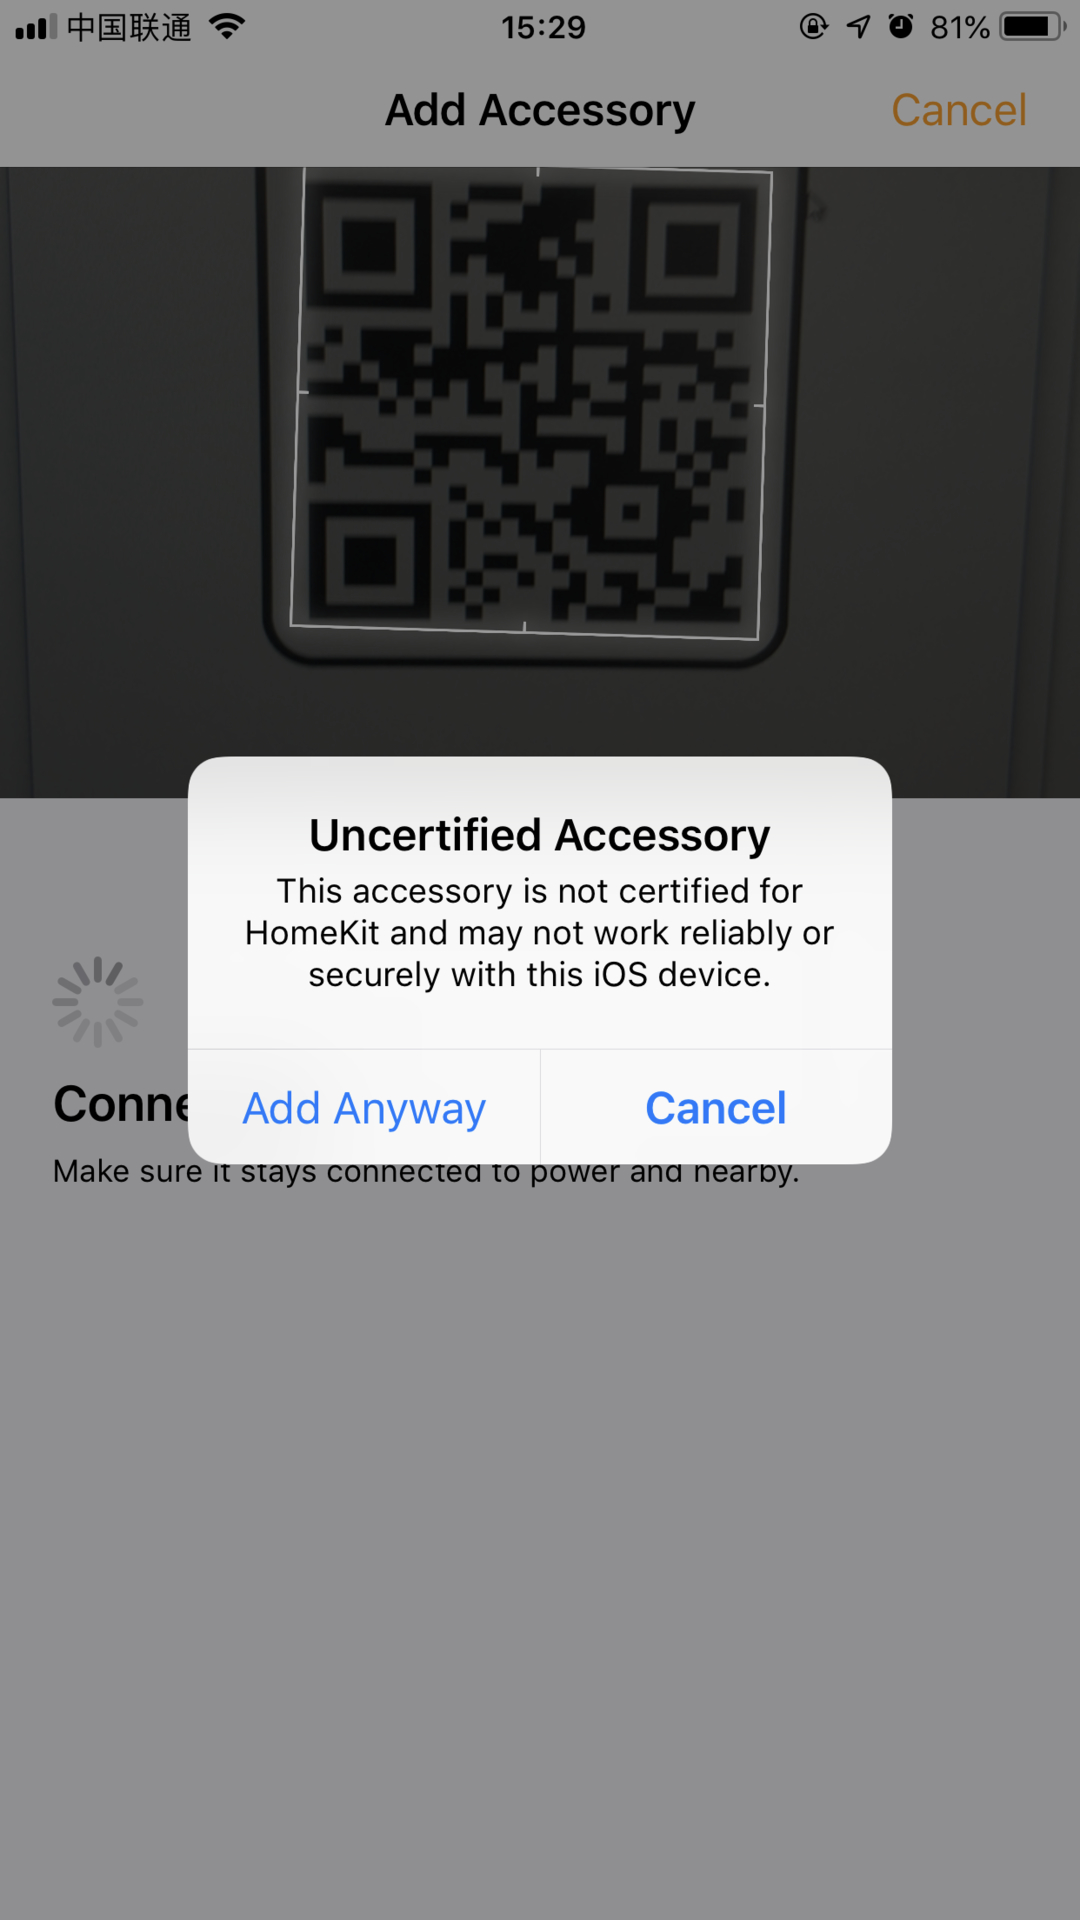 中国联通
15:29
81%
Add Accessory
Cancel
Uncertified Accessory
This accessory is not certified for
HomeKit and may not work reliably or
securely with this iOS device.
Add Anyway
Cancel
Make sure it stays connected to power and nearby.